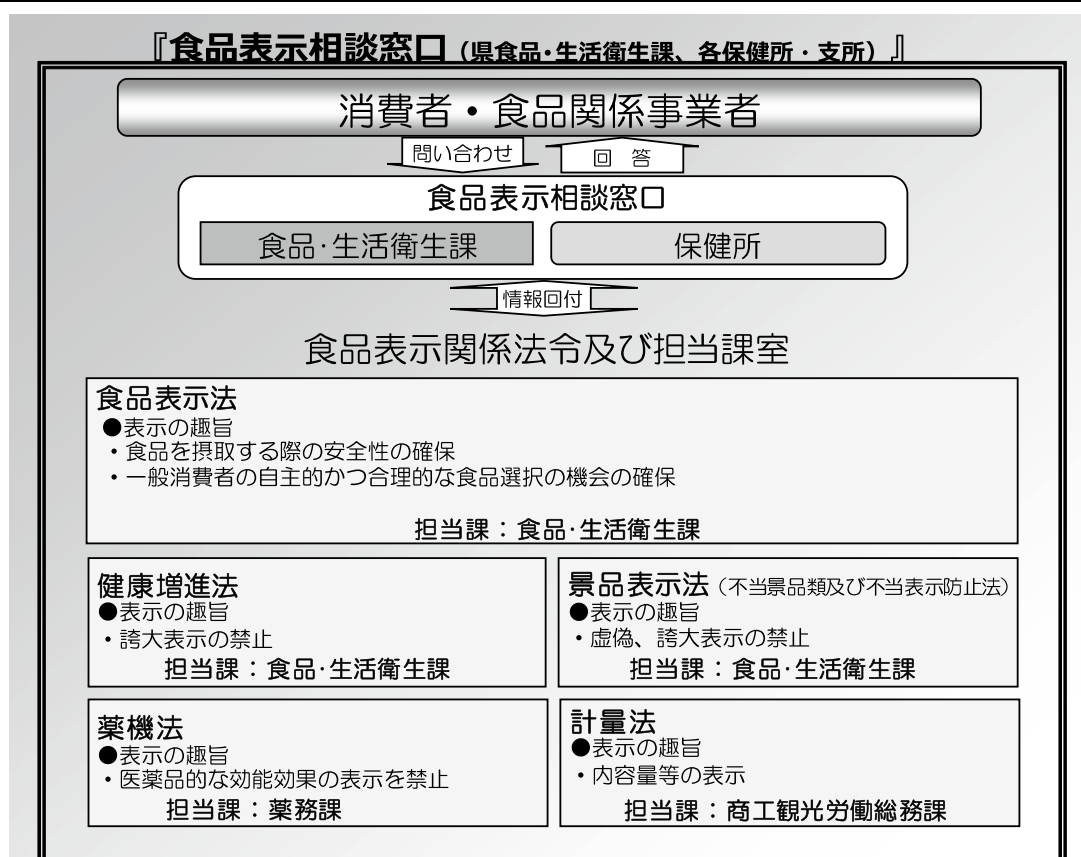 『食品表示相談窓口（県食品・生活衛生課、各保健所・支所）』
消費者・食品関係事業者
問い合わせ
回　答
食品表示相談窓口
食品・生活衛生課
保健所
情報回付
食品表示関係法令及び担当課室
食品表示法
●表示の趣旨
・食品を摂取する際の安全性の確保
・一般消費者の自主的かつ合理的な食品選択の機会の確保
担当課：食品・生活衛生課
健康増進法
●表示の趣旨
・誇大表示の禁止
担当課：食品・生活衛生課
景品表示法（不当景品類及び不当表示防止法）
●表示の趣旨
・虚偽、誇大表示の禁止
担当課：食品・生活衛生課
薬機法
●表示の趣旨
・医薬品的な効能効果の表示を禁止
担当課：薬務課
計量法
●表示の趣旨
・内容量等の表示
担当課：商工観光労働総務課